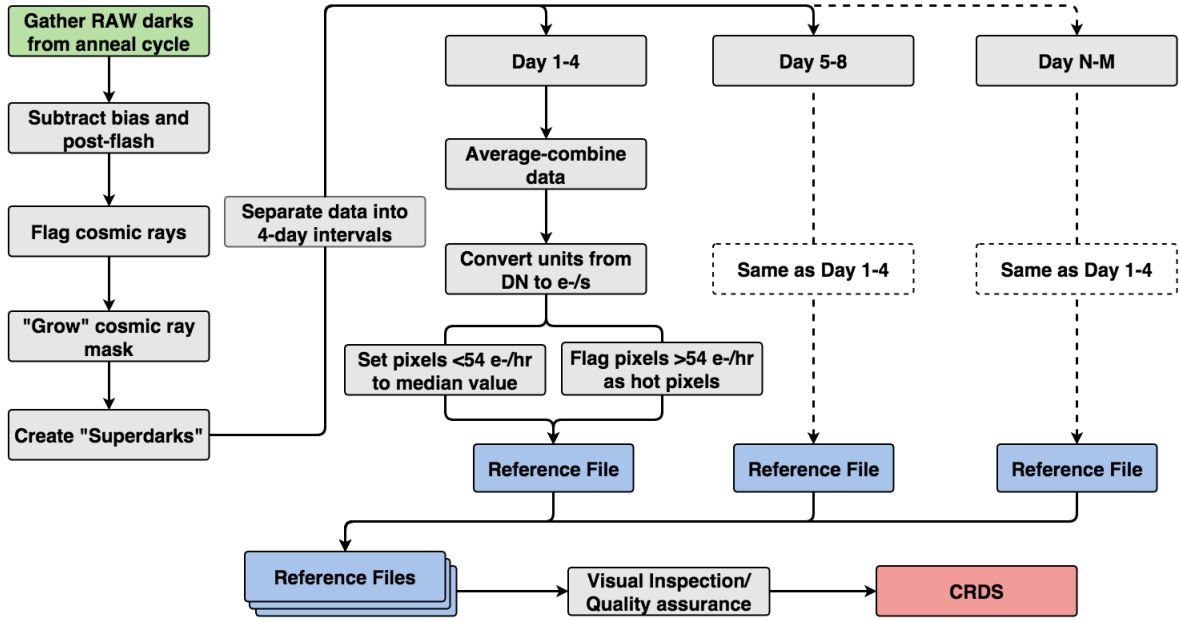 Gather RAW darks
from anneal cycle
Subtract bias and
post-flash
Flag cosmic rays
"Grow" cosmic ray
mask
Create "Superdarks"
Separate data into
4-day intervals
Day 1-4
Average-combine
data
Convert units from
DN to e-/s
Set pixels <54 e-/hr
to median value
Flag pixels >54 e-/hr
as hot pixels
Reference File
Day 5-8
Same as Day 1-4
Reference File
Day N-M
Same as Day 1-4
Reference File
Reference Files
Visual Inspection/
Quality assurance
CRDS